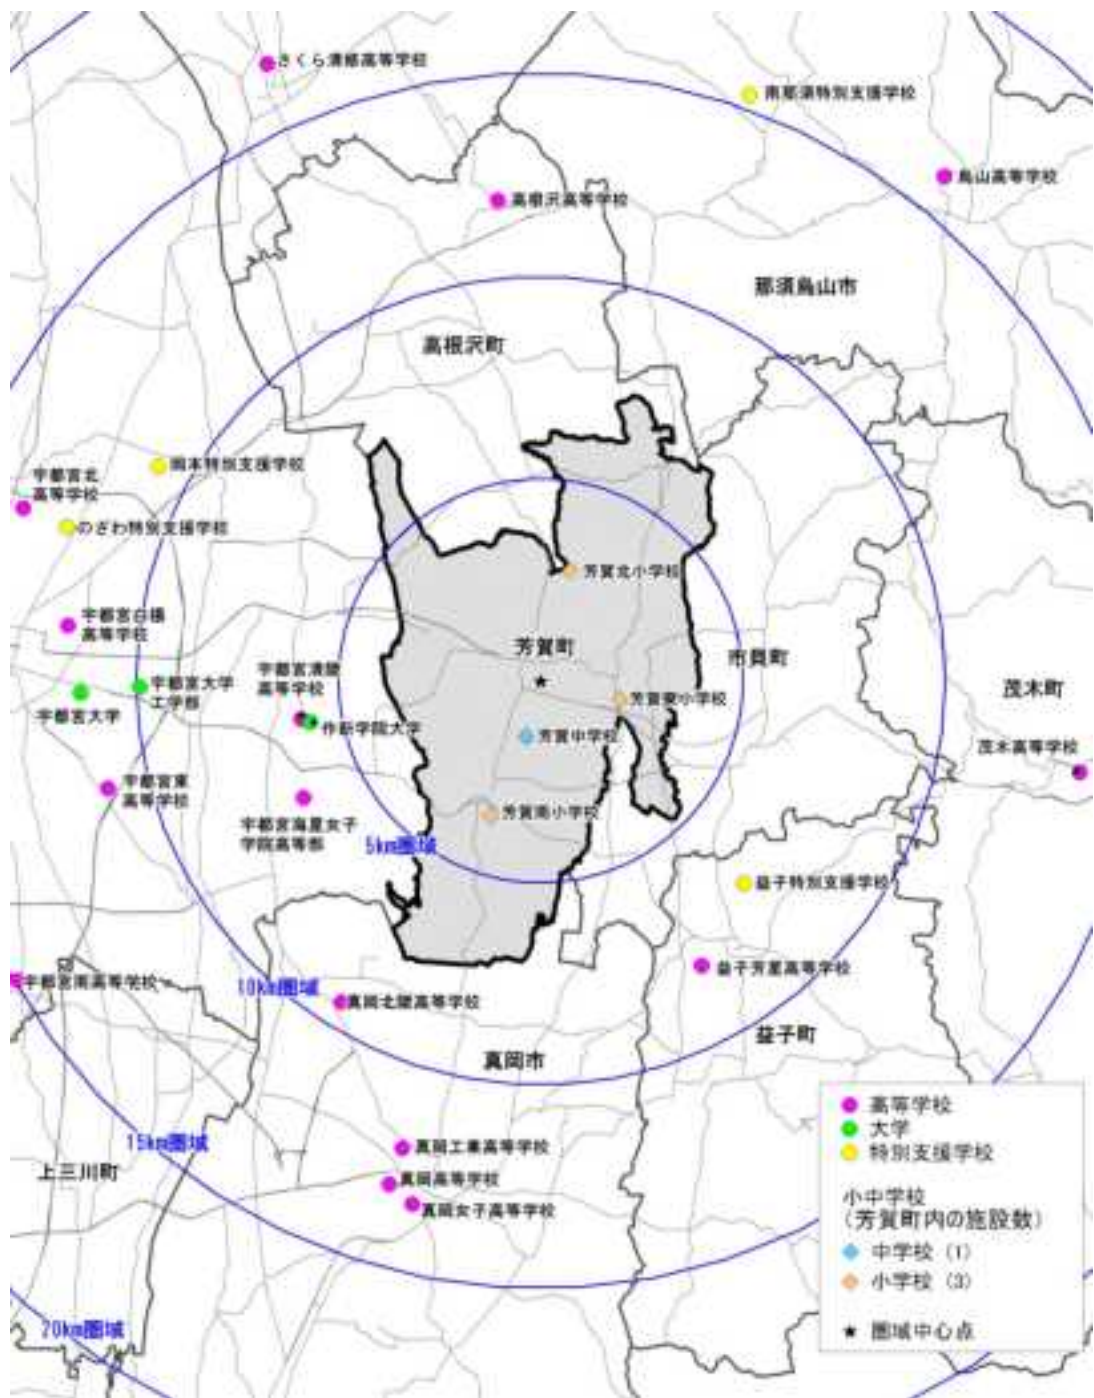 さくら清修高等学校
南那須特別支援学校
烏山高等学校
高根沢高等学校
那須烏山市
高根沢町
岡本特別支援学校
宇都宮北
高等学校
のざわ特別支援学校
芳賀北小学校
宇都宮白楊
高等学校
芳賀町
市貝町
宇都宮清陵
高等学校
宇都宮大学
工学部
宇都宮大学
茂木町
芳賀東小学校
作新学院大学
芳賀中学校
茂木高等学校
宇都宮東
高等学校
芳賀南小学校
宇都宮海星女子
学院高等部
5km圏域
益子特別支援学校
益子芳星高等学校
宇都宮南高等学校
10km圏域
真岡北陵高等学校
益子町
真岡市
15km圏域
上三川町
真岡工業高等学校
真岡高等学校
真岡女子高等学校
20km圏域
高等学校
大学
特別支援学校
小中学校
(芳賀町内の施設数)
中学校 (1)
小学校 (3)
圏域中心点